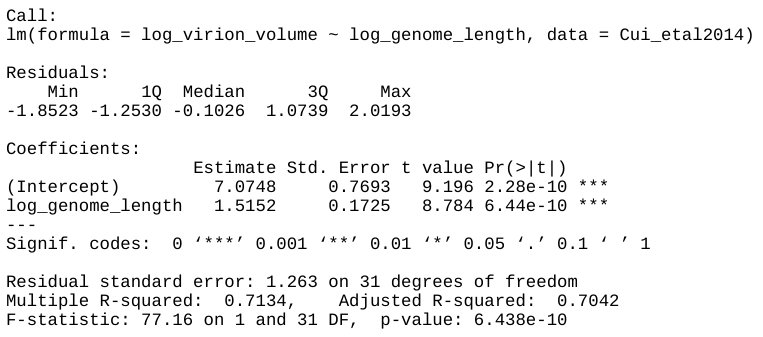 Call:
lm(formula = log_virion_volume ~ log_genome_length, data = Cui_etal2014)
Residuals:
    Min      1Q  Median      3Q     Max
-1.8523 -1.2530 -0.1026  1.0739  2.0193
Coefficients:
                  Estimate Std. Error t value Pr(>|t|)
(Intercept)         7.0748     0.7693   9.196 2.28e-10 ***
log_genome_length   1.5152     0.1725   8.784 6.44e-10 ***
---
Signif. codes:  0 ‘***’ 0.001 ‘**’ 0.01 ‘*’ 0.05 ‘.’ 0.1 ‘ ’ 1
Residual standard error: 1.263 on 31 degrees of freedom
Multiple R-squared:  0.7134,    Adjusted R-squared:  0.7042
F-statistic: 77.16 on 1 and 31 DF,  p-value: 6.438e-10